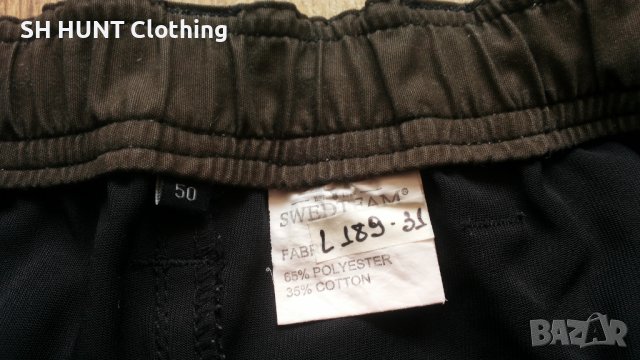 SH HUNT Clothing
50
SWEDTEAM®
FABR
L 189-31
65% POLYESTER
35% COTTON
BAZAR